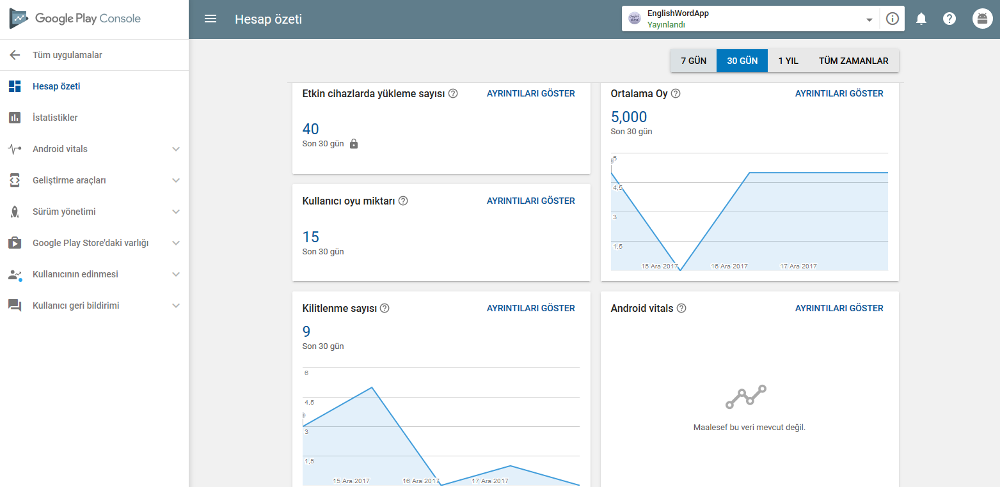 Google Play Console
Tüm uygulamalar
Hesap özeti
İstatistikler
Android vitals
Geliştirme araçları
Sürüm yönetimi
Google Play Store'daki varlığı
Kullanıcının edinmesi
Kullanıcı geri bildirimi
Hesap özeti
EnglishWordApp
Yayınlandı
7 GÜN
30 GÜN
1 YIL
TÜM ZAMANLAR
Etkin cihazlarda yükleme sayısı
AYRINTILARI GÖSTER
40
Son 30 gün
Kullanıcı oyu miktarı
AYRINTILARI GÖSTER
15
Son 30 gün
Ortalama Oy
AYRINTILARI GÖSTER
5,000
Son 30 gün
6
4,5
3
1,5
15 Ara 2017
16 Ara 2017
17 Ara 2017
Kilitlenme sayısı
AYRINTILARI GÖSTER
9
Son 30 gün
6
4,5
3
1,5
15 Ara 2017
16 Ara 2017
17 Ara 2017
Android vitals
AYRINTILARI GÖSTER
Maalesef bu veri mevcut değil.